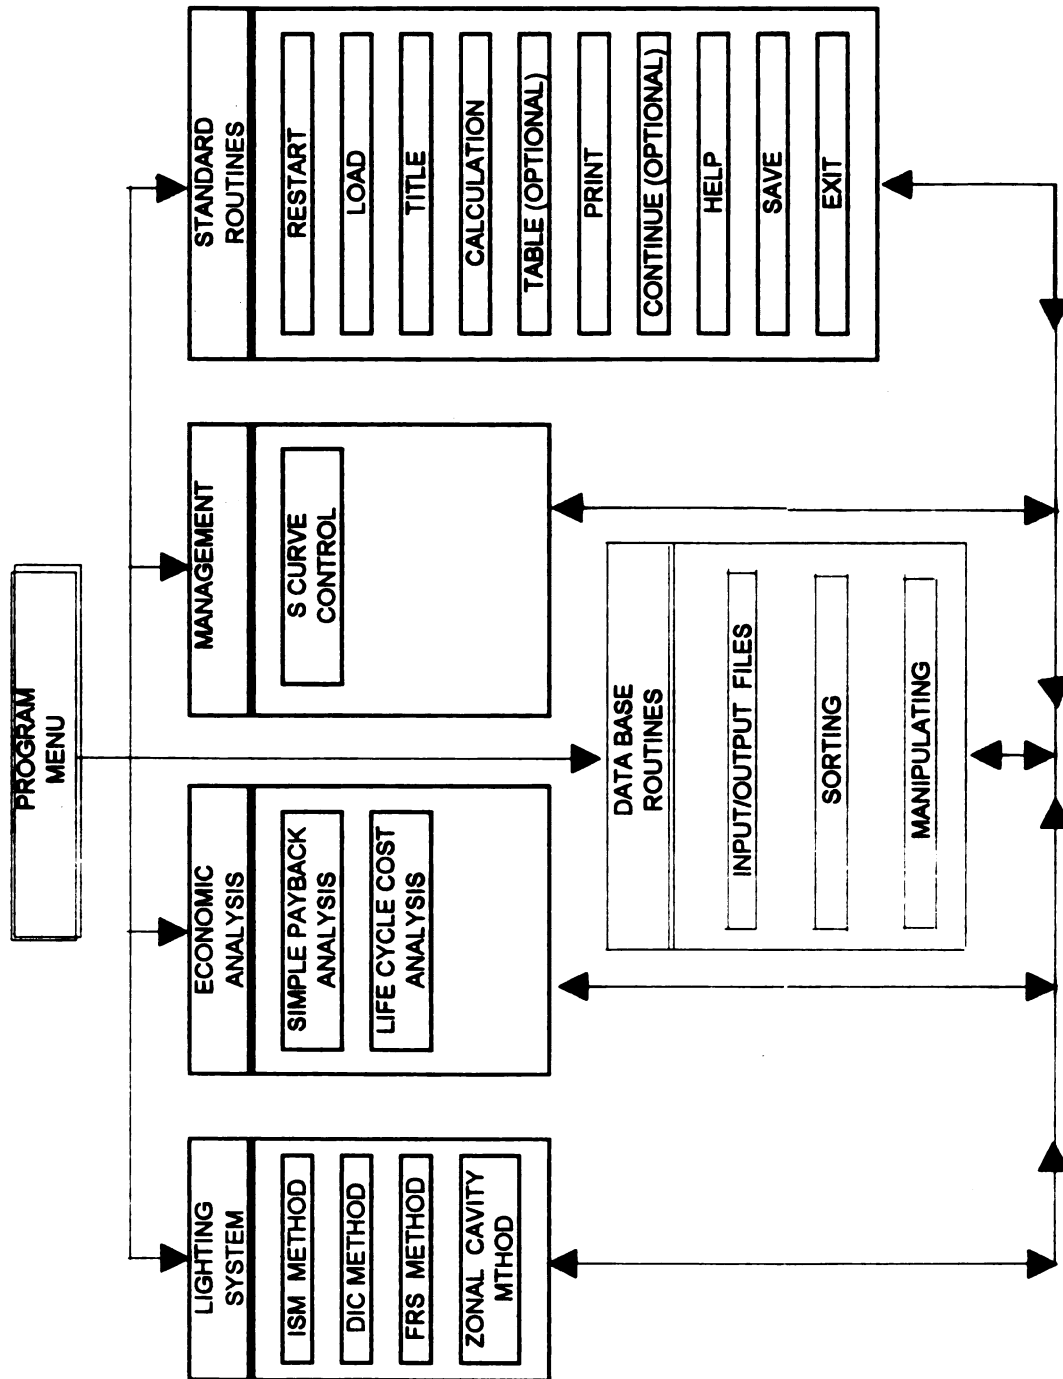 PROGRAM
MENU
LIGHTING
SYSTEM
ISM METHOD
DIC METHOD
FRS METHOD
ZONAL CAVITY
MTHOD
ECONOMIC
ANALYSIS
SIMPLE PAYBACK
ANALYSIS
LIFE CYCLE COST
ANALYSIS
MANAGEMENT
S CURVE
CONTROL
STANDARD
ROUTINES
RESTART
LOAD
TITLE
CALCULATION
TABLE (OPTIONAL)
PRINT
CONTINUE (OPTIONAL)
HELP
SAVE
EXIT
DATA BASE
ROUTINES
INPUT/OUTPUT FILES
SORTING
MANIPULATING